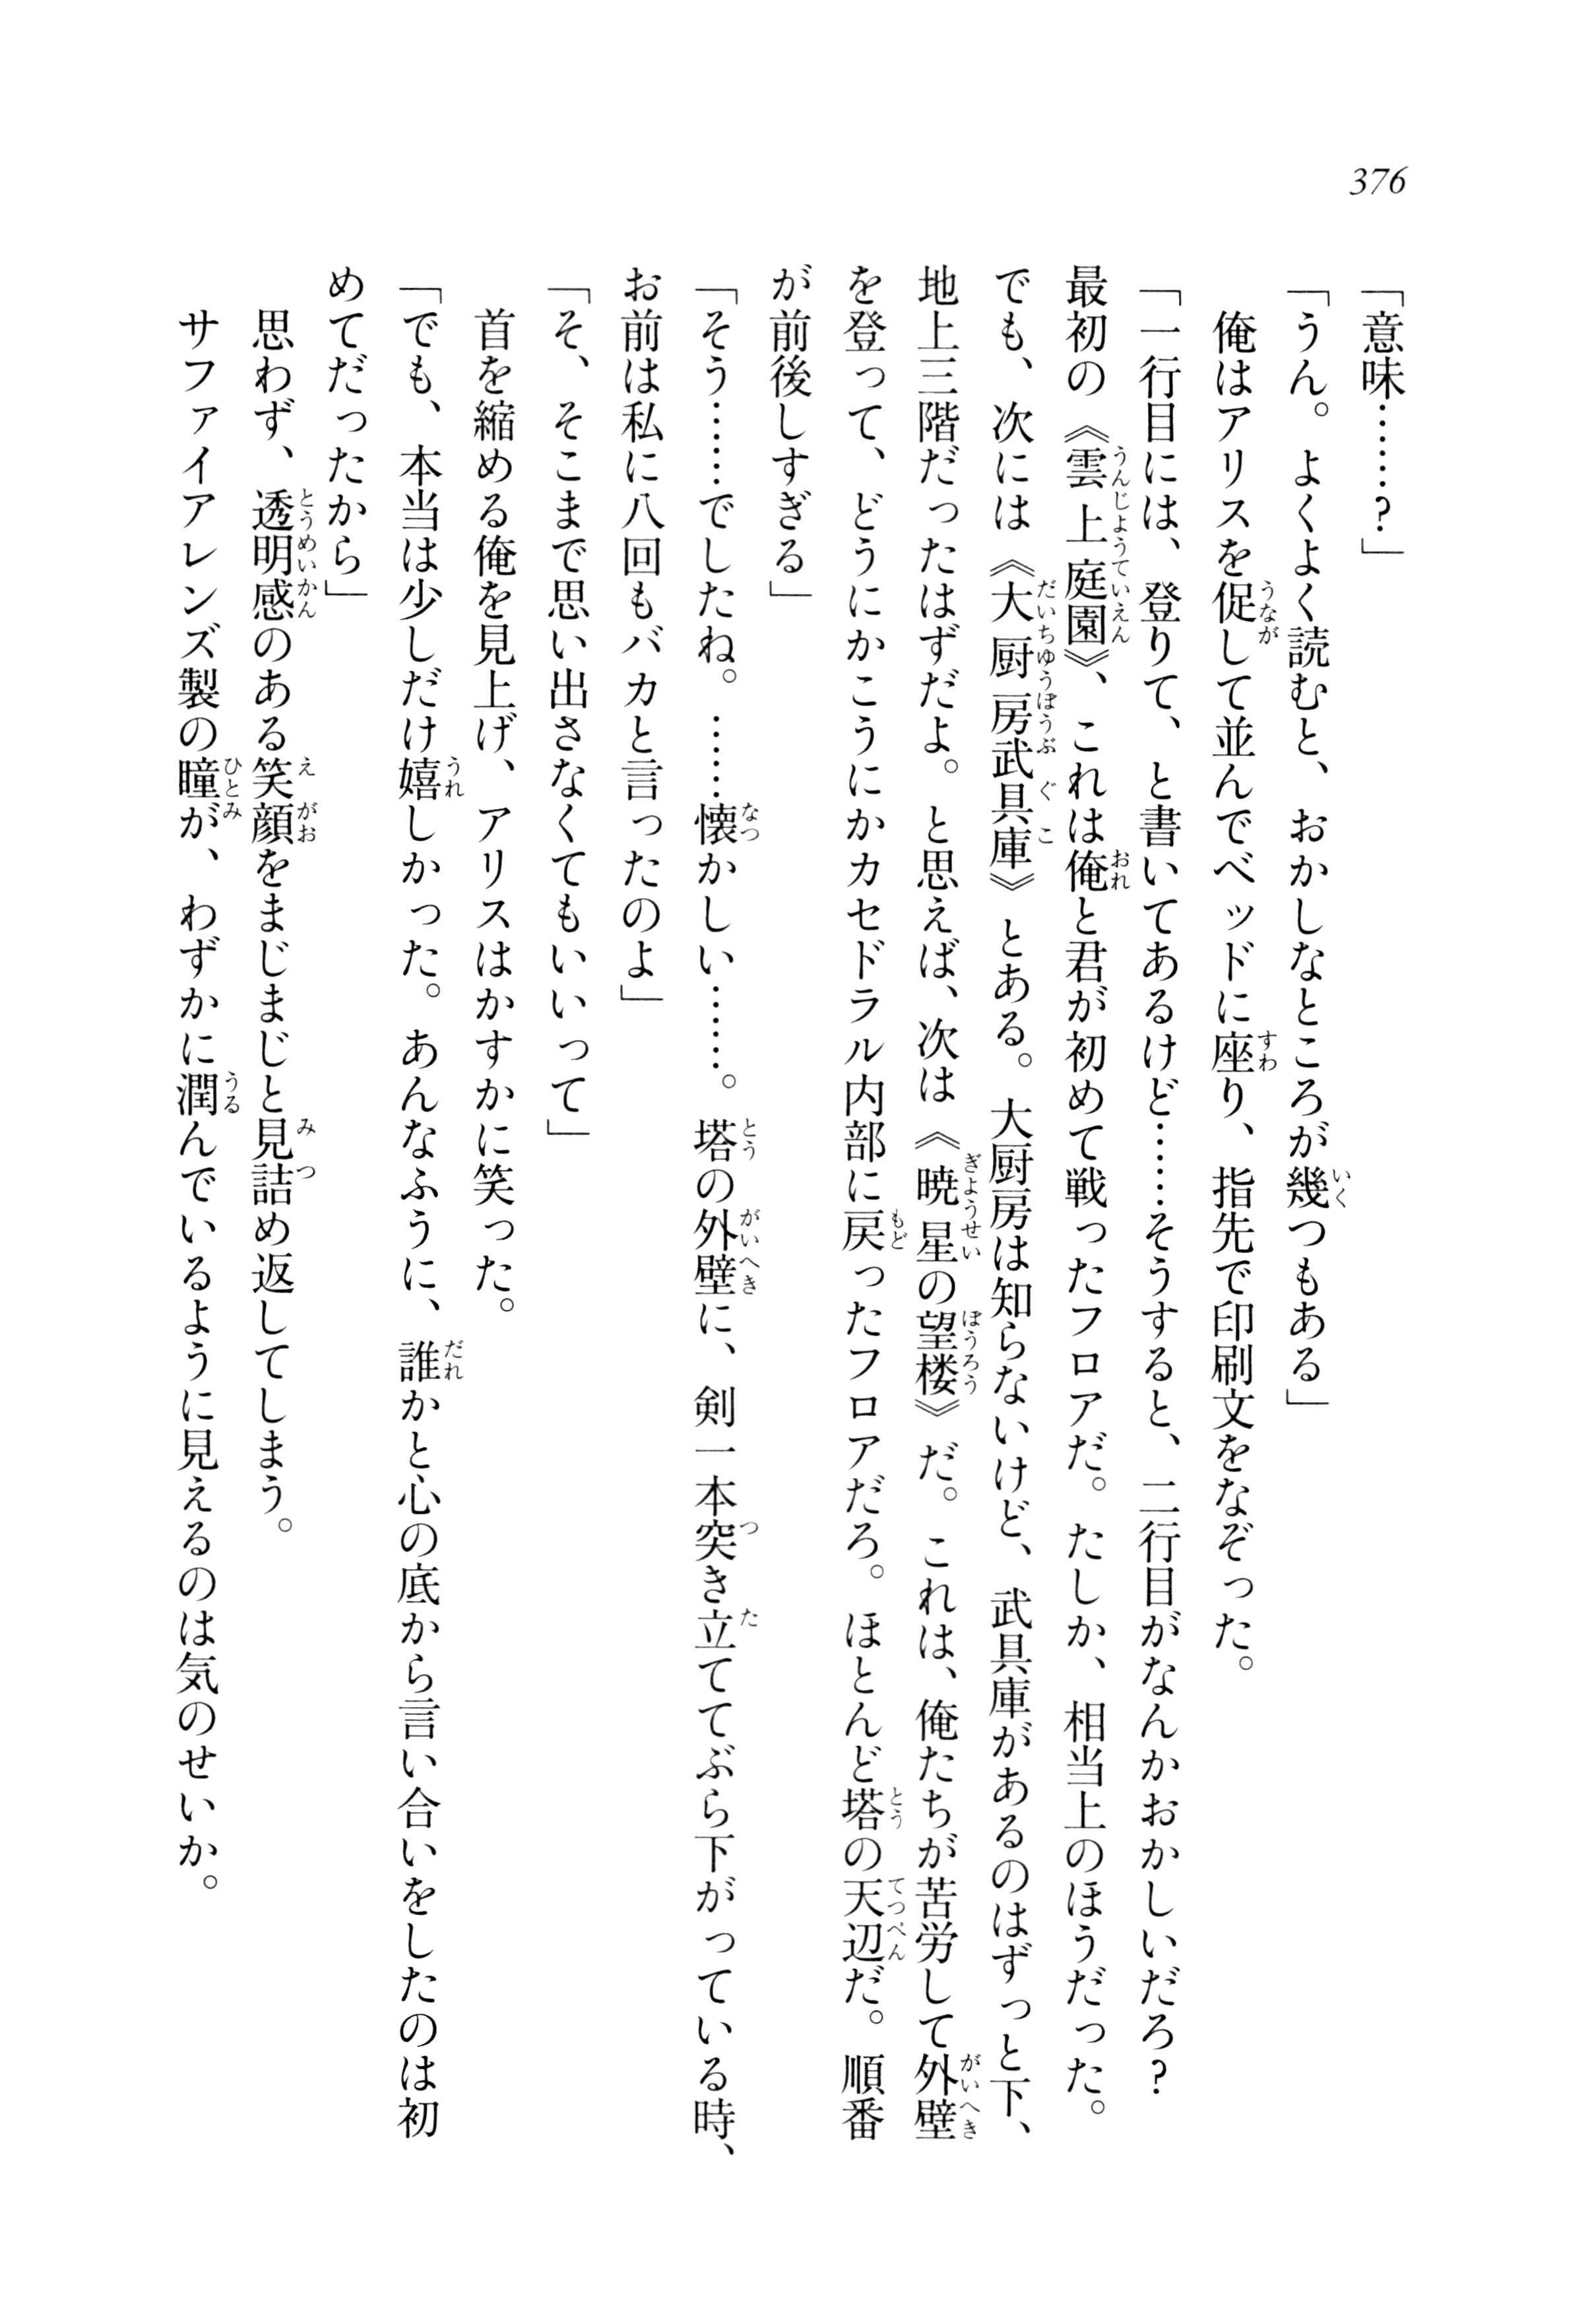 376
「意味……？」
「うん。よくよく読むと、おかしなところが幾つもある」
俺はアリスを促して並んでベッドに座り、指先で印刷文をなぞった。
「一行目には、登りて、と書いてあるけど……そうすると、二行目がなんかおかしいだろ？
最初の《雲上庭園》、これは俺と君が初めて戦ったフロアだ。たしか、相当上のほうだった。
でも、次には《大厨房武具庫》とある。大厨房は知らないけど、武具庫があるのはずっと下、
地上三階だったはずだよ。と思えば、次は《暁星の望楼》だ。これは、俺たちが苦労して外壁
を登って、どうにかこうにかカセドラル内部に戻ったフロアだろ。ほとんど塔の天辺だ。順番
が前後しすぎる」
「そう……でしたね。……懐かしい……。塔の外壁に、剣一本突き立ててぶら下がっている時、
お前は私に八回もバカと言ったのよ」
「そ、そこまで思い出さなくてもいいって」
首を縮める俺を見上げ、アリスはかすかに笑った。
「でも、本当は少しだけ嬉しかった。あんなふうに、誰かと心の底から言い合いをしたのは初
めてだったから」
思わず、透明感のある笑顔をまじまじと見詰め返してしまう。
サファイアレンズ製の瞳が、わずかに潤んでいるように見えるのは気のせいか。